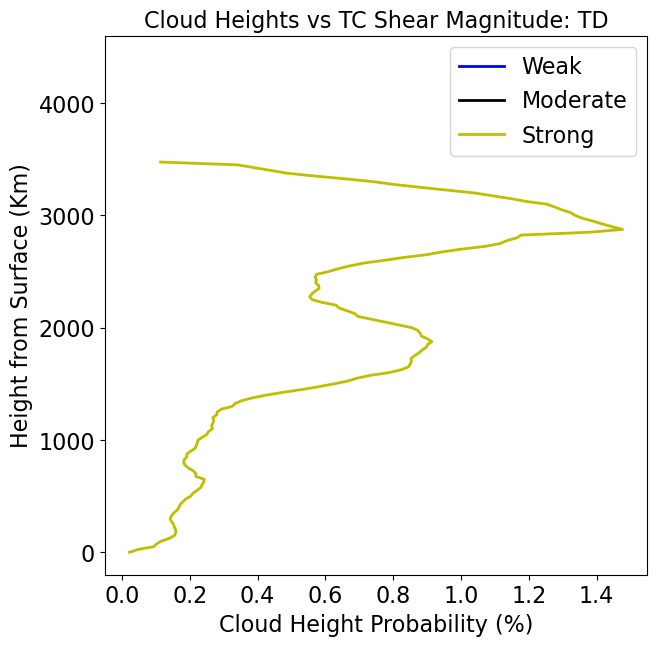 Cloud Heights vs TC Shear Magnitude: TD
Weak
Moderate
Strong
4000
3000
2000
1000
0
Height from Surface (Km)
0.0 0.2 0.4 0.6 0.8 1.0 1.2 1.4
Cloud Height Probability (%)